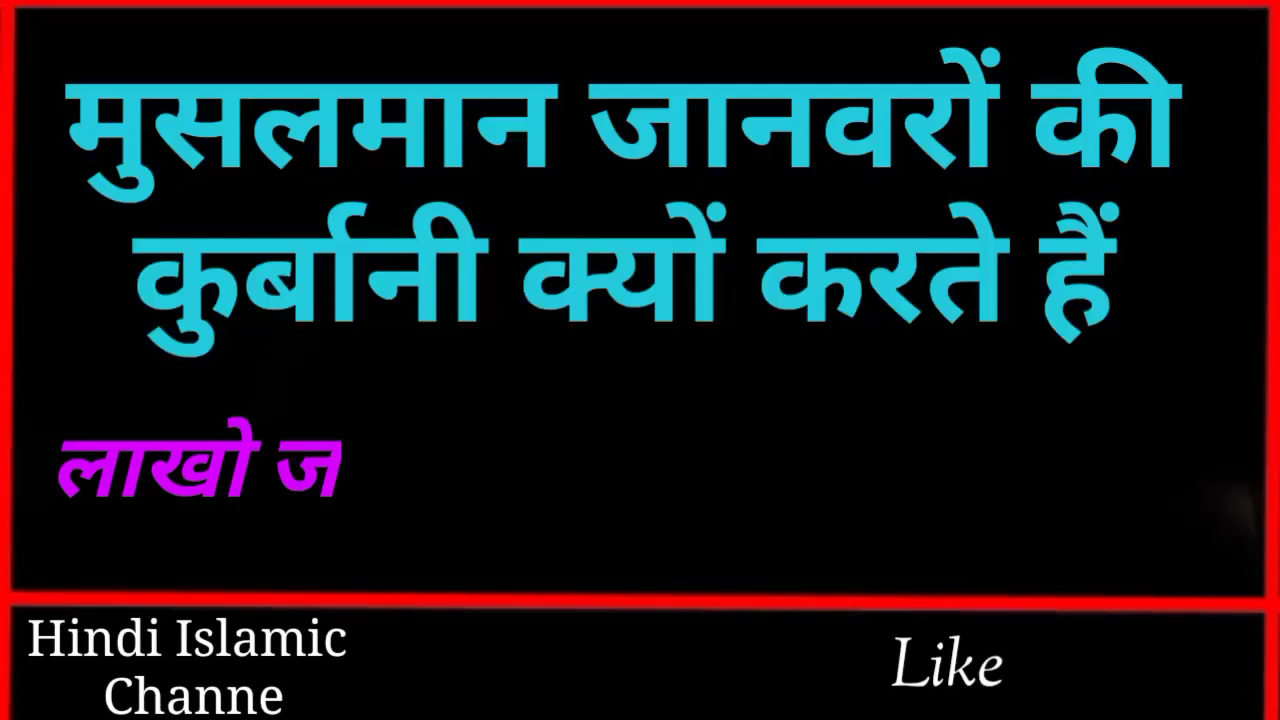 मुसलमान जानवरों की
कुर्बानी क्यों करते हैं
लाखो ज
Hindi Islamic
Channe
Like